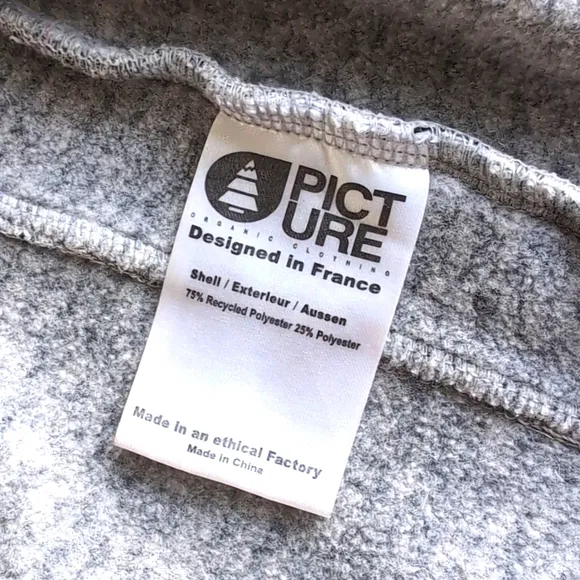 PICT
URE
ORGANIC CLOTHING
Designed in France
Shell / Exterieur / Aussen
75% Recycled Polyester 25% Polyester
Made in an ethical Factory
Made in China